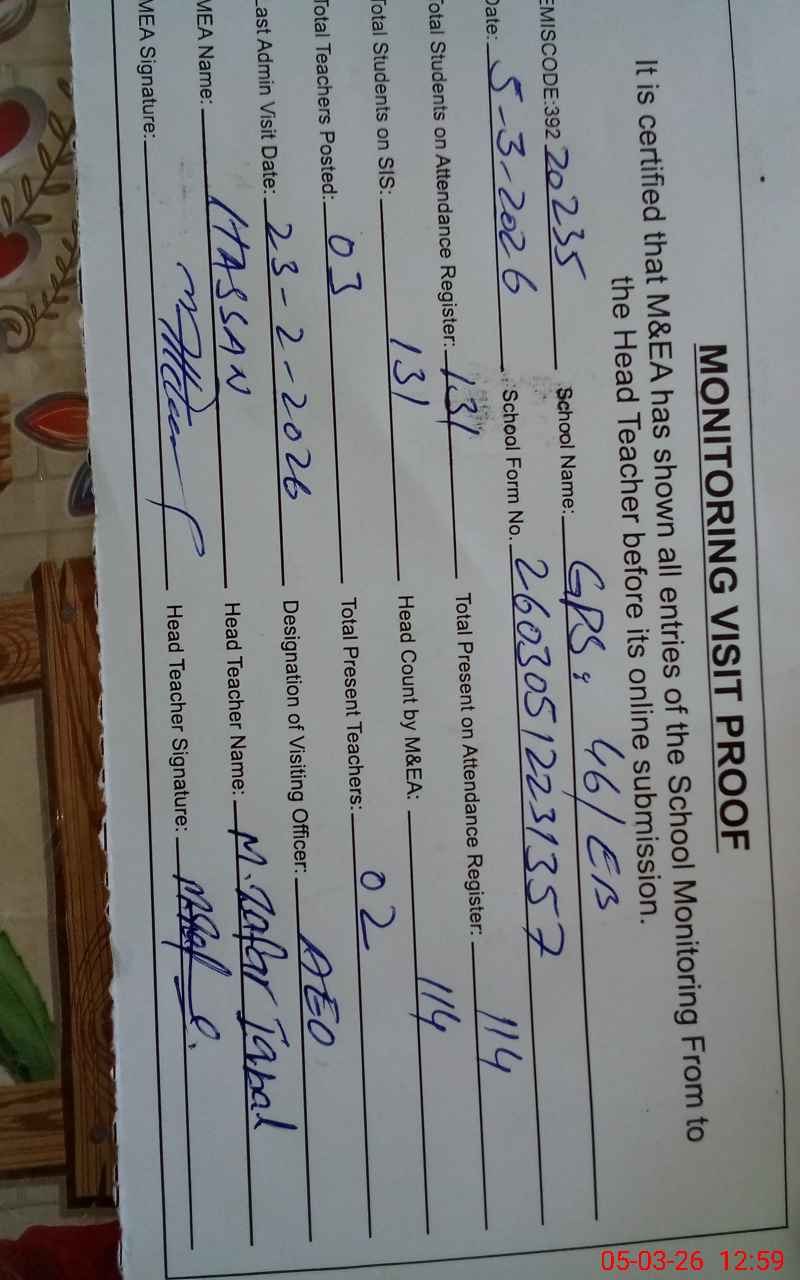 MONITORING VISIT PROOF
It is certified that M&EA has shown all entries of the School Monitoring From to
the Head Teacher before its online submission.
EMISCODE:392 20235 School Name: GPS: 46/EB
Date: 5-3-2026 School Form No. 26030512231357
Total Students on Attendance Register: 131 Total Present on Attendance Register: 114
Total Students on SIS: 131 Head Count by M&EA: 114
Total Teachers Posted: 03 Total Present Teachers: 02
Last Admin Visit Date: 23-2-2026 Designation of Visiting Officer: AEO
MEA Name: HASSAN Head Teacher Name: M. Zafar Iqbal
MEA Signature: Head Teacher Signature:
05-03-26 12:59